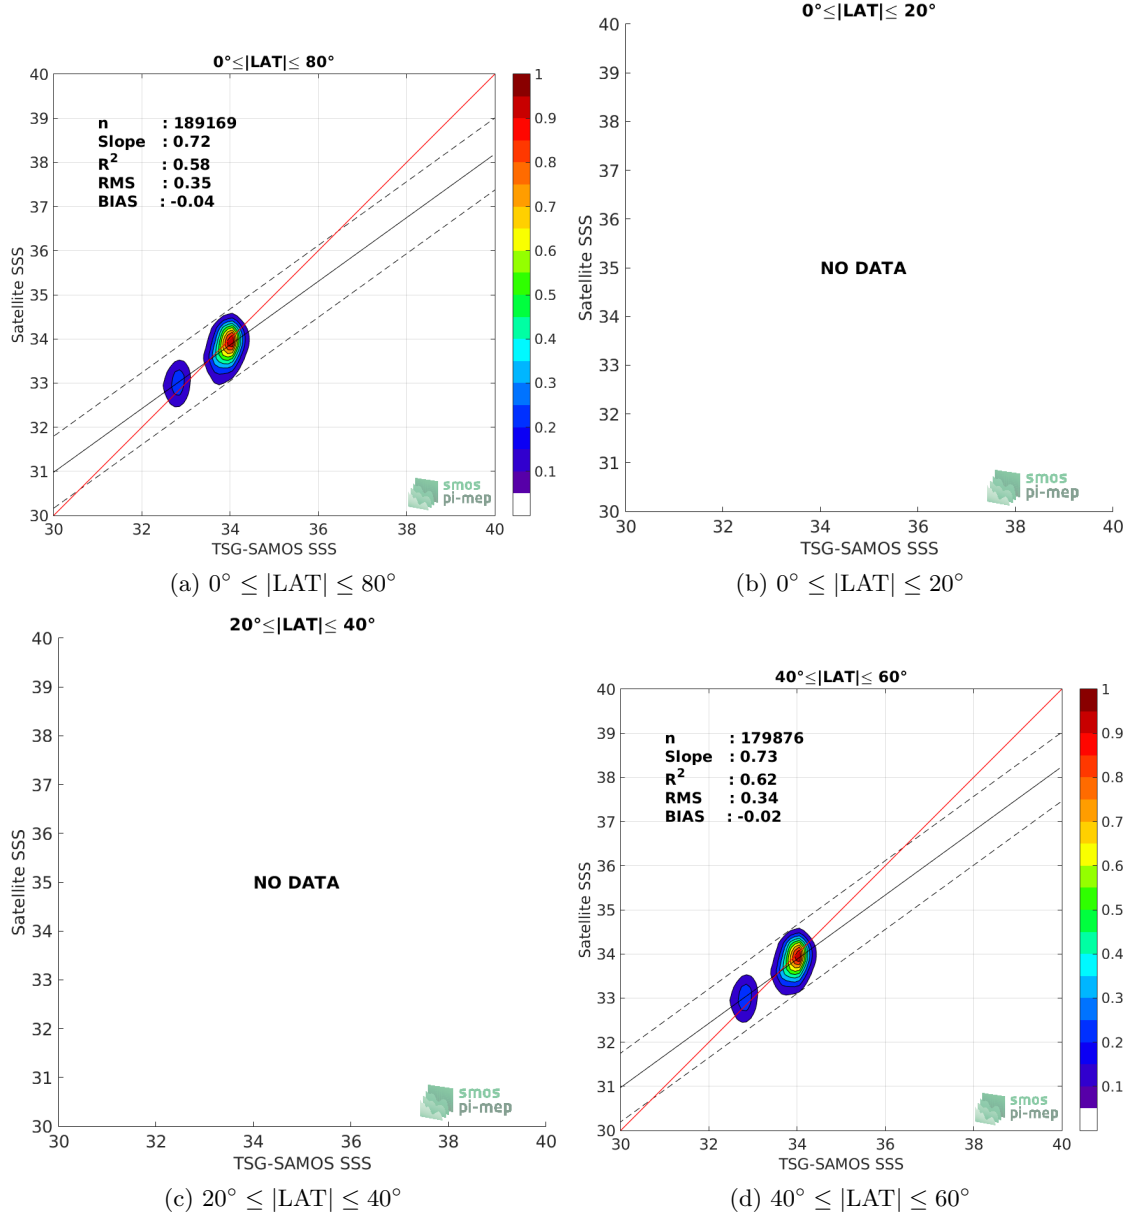 0°≤|LAT|≤ 80°
40
39
38
37
36
35
34
33
32
31
30
Satellite SSS
n : 189169
Slope : 0.72
R² : 0.58
RMS : 0.35
BIAS : -0.04
1
0.9
0.8
0.7
0.6
0.5
0.4
0.3
0.2
0.1
smos
pi-mep
30 32 34 36 38 40
TSG-SAMOS SSS
(a) 0° ≤ |LAT| ≤ 80°
0°≤|LAT|≤ 20°
40
39
38
37
36
35
34
33
32
31
30
Satellite SSS
NO DATA
smos
pi-mep
30 32 34 36 38 40
TSG-SAMOS SSS
(b) 0° ≤ |LAT| ≤ 20°
20°≤|LAT|≤ 40°
40
39
38
37
36
35
34
33
32
31
30
Satellite SSS
NO DATA
smos
pi-mep
30 32 34 36 38 40
TSG-SAMOS SSS
(c) 20° ≤ |LAT| ≤ 40°
40°≤|LAT|≤ 60°
40
39
38
37
36
35
34
33
32
31
30
Satellite SSS
n : 179876
Slope : 0.73
R² : 0.62
RMS : 0.34
BIAS : -0.02
1
0.9
0.8
0.7
0.6
0.5
0.4
0.3
0.2
0.1
smos
pi-mep
30 32 34 36 38 40
TSG-SAMOS SSS
(d) 40° ≤ |LAT| ≤ 60°